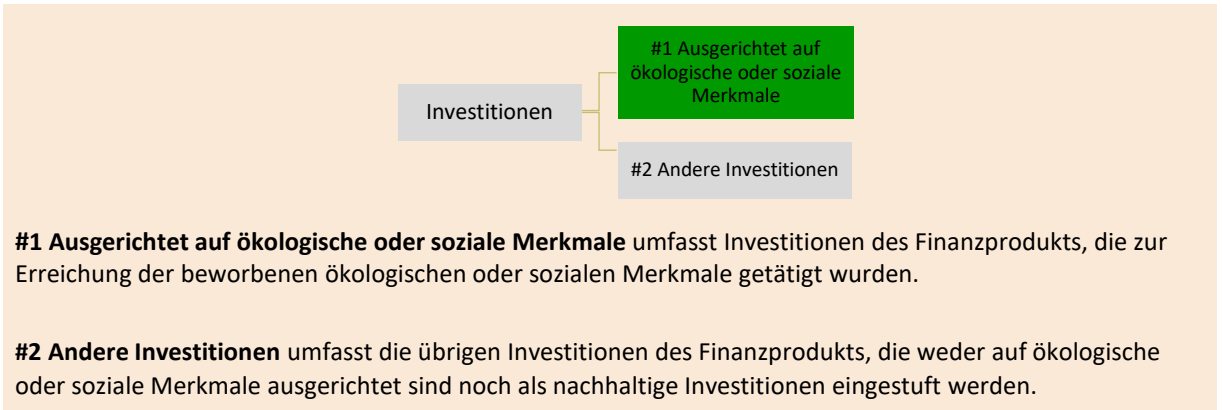 #1 Ausgerichtet auf
ökologische oder soziale
Merkmale
Investitionen
#2 Andere Investitionen
#1 Ausgerichtet auf ökologische oder soziale Merkmale umfasst Investitionen des Finanzprodukts, die zur
Erreichung der beworbenen ökologischen oder sozialen Merkmale getätigt wurden.
#2 Andere Investitionen umfasst die übrigen Investitionen des Finanzprodukts, die weder auf ökologische
oder soziale Merkmale ausgerichtet sind noch als nachhaltige Investitionen eingestuft werden.